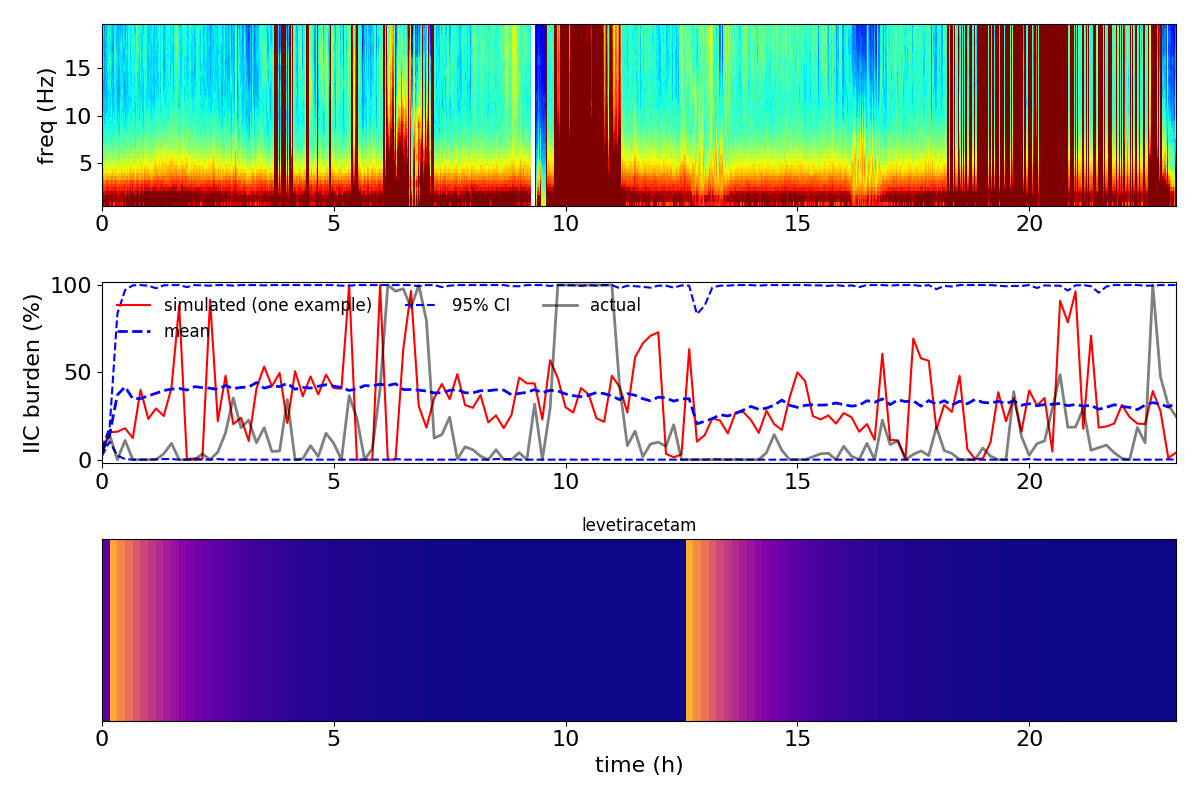 freq (Hz)
15
10
5
0 5 10 15 20
IIC burden (%)
100
50
0
simulated (one example) 95% CI actual
mean
0 5 10 15 20
levetiracetam
0 5 10 15 20
time (h)